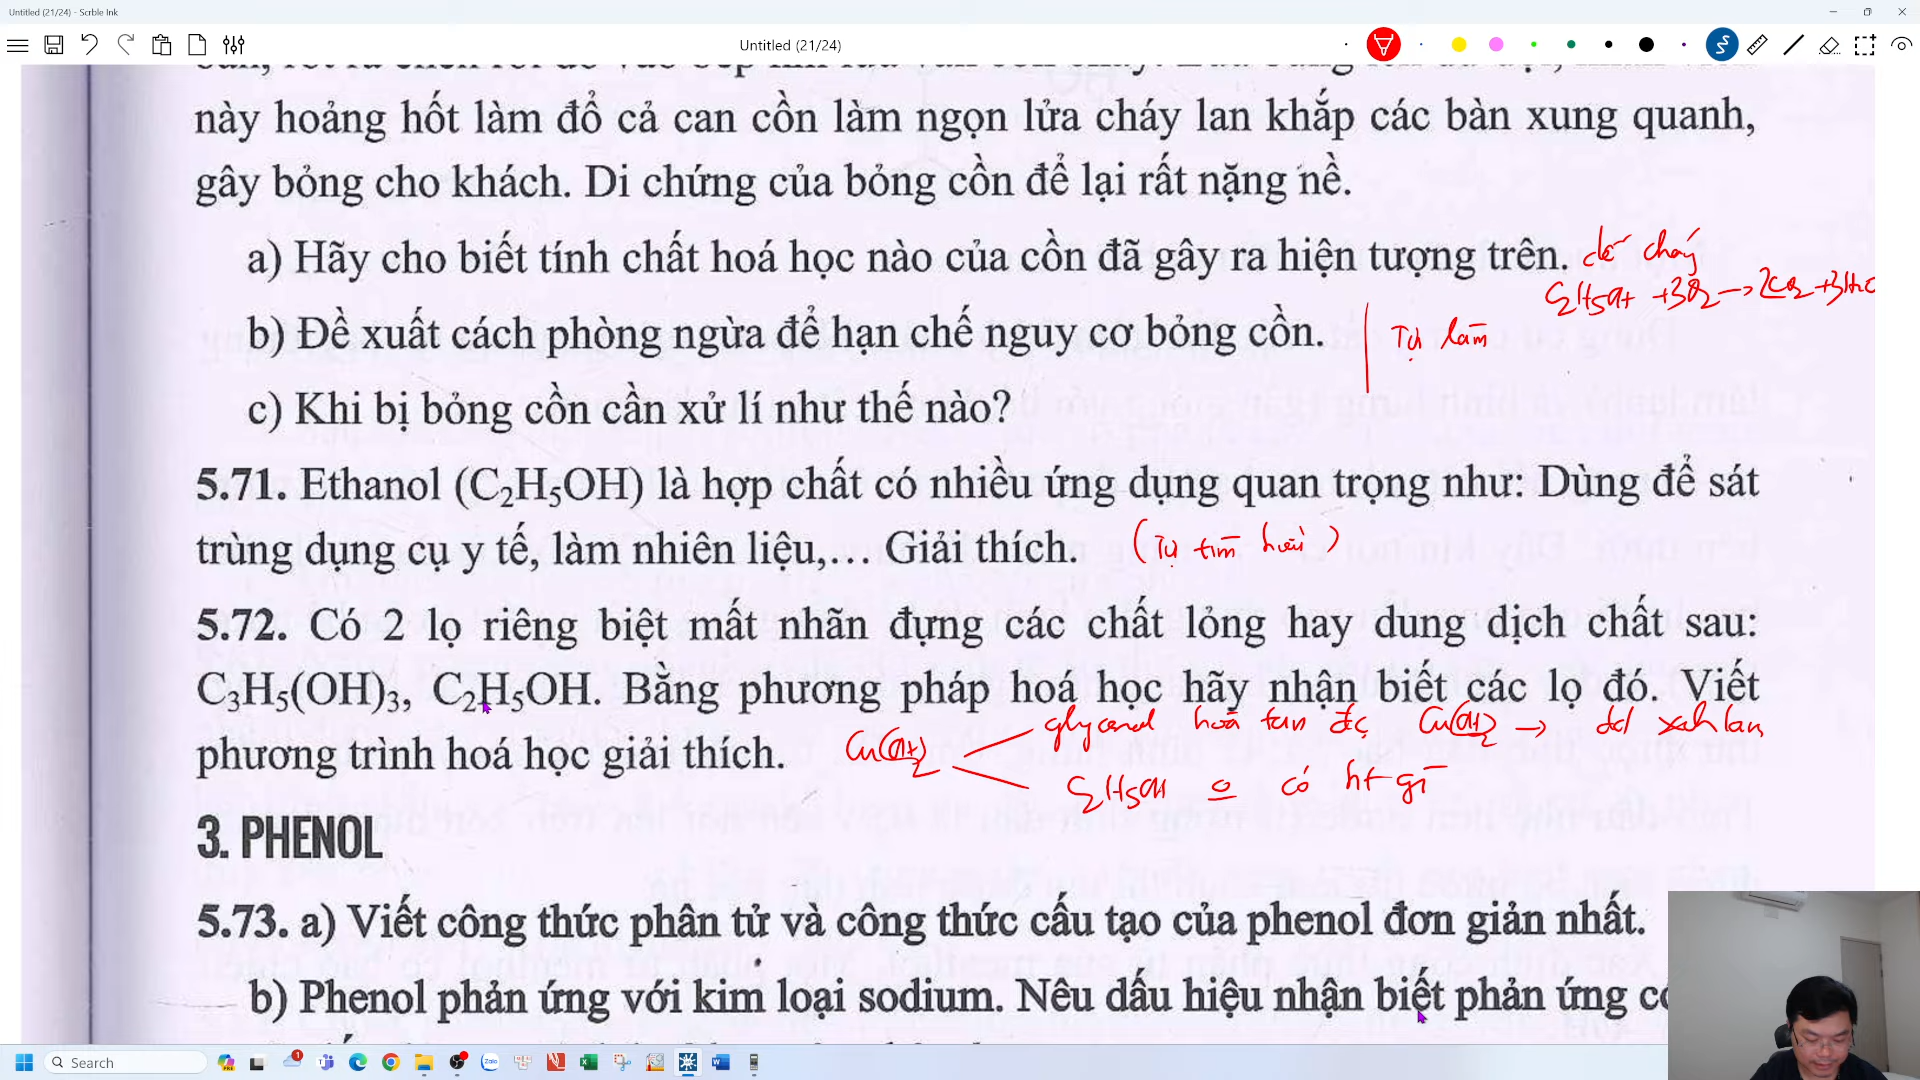 Untitled (21/24) - Scrble Ink
Untitled (21/24)
này hoảng hốt làm đổ cả can cồn làm ngọn lửa cháy lan khắp các bàn xung quanh,
gây bỏng cho khách. Di chứng của bỏng cồn để lại rất nặng nề.
a) Hãy cho biết tính chất hoá học nào của cồn đã gây ra hiện tượng trên. dễ cháy
C2H5OH + 3O2 -> 2CO2 + 3H2O
b) Đề xuất cách phòng ngừa để hạn chế nguy cơ bỏng cồn. Tự làm
c) Khi bị bỏng cồn cần xử lí như thế nào?
5.71. Ethanol (C₂H₅OH) là hợp chất có nhiều ứng dụng quan trọng như: Dùng để sát
trùng dụng cụ y tế, làm nhiên liệu,… Giải thích. (Tự tìm hiểu)
5.72. Có 2 lọ riêng biệt mất nhãn đựng các chất lỏng hay dung dịch chất sau:
C₃H₅(OH)₃, C₂H₅OH. Bằng phương pháp hoá học hãy nhận biết các lọ đó. Viết
glycerol hoà tan đc Cu(OH)2 -> dd xanh lam
phương trình hoá học giải thích. Cu(OH)2
C2H5OH o có ht gì
3. PHENOL
5.73. a) Viết công thức phân tử và công thức cấu tạo của phenol đơn giản nhất.
b) Phenol phản ứng với kim loại sodium. Nêu dấu hiệu nhận biết phản ứng
Search